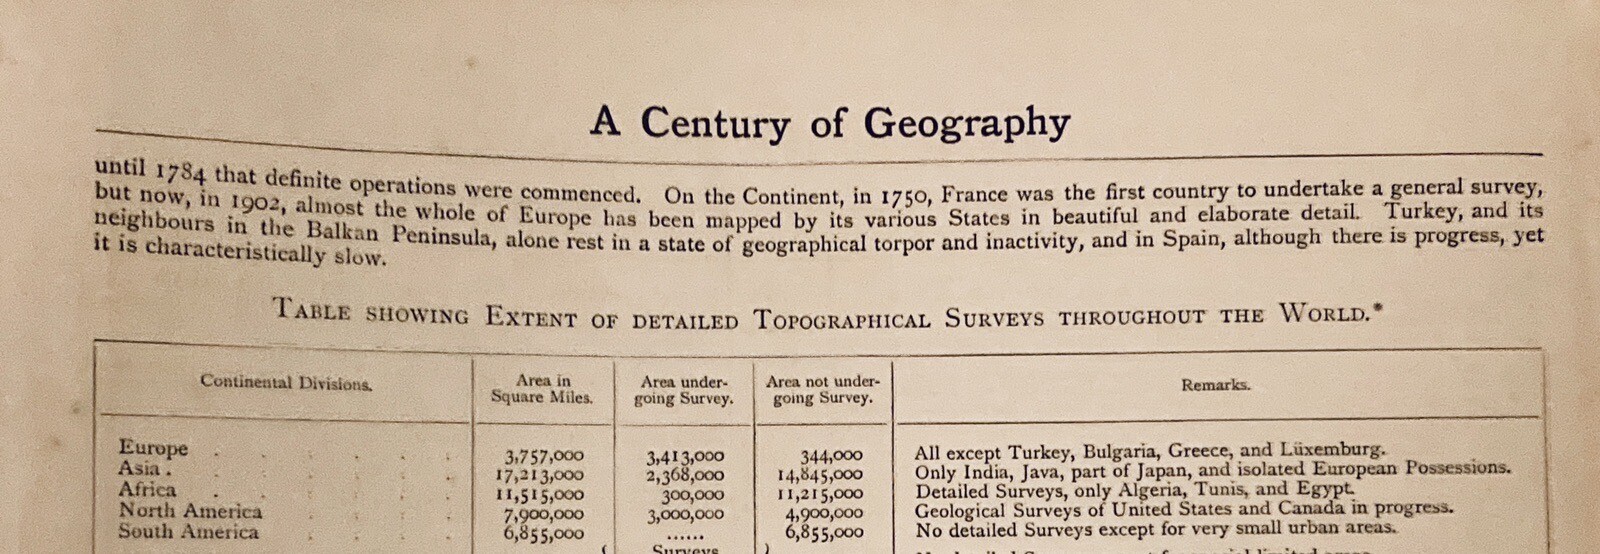 A Century of Geography
until 1784 that definite operations were commenced. On the Continent, in 1750, France was the first country to undertake a general survey,
but now, in 1902, almost the whole of Europe has been mapped by its various States in beautiful and elaborate detail. Turkey, and its
neighbours in the Balkan Peninsula, alone rest in a state of geographical torpor and inactivity, and in Spain, although there is progress, yet
it is characteristically slow.
TABLE SHOWING EXTENT OF DETAILED TOPOGRAPHICAL SURVEYS THROUGHOUT THE WORLD.*
Continental Divisions. Area in Square Miles. Area under-going Survey. Area not under-going Survey. Remarks.
Europe . . . . . . 3,757,000 3,413,000 344,000 All except Turkey, Bulgaria, Greece, and Lüxemburg.
Asia . . . . . . 17,213,000 2,368,000 14,845,000 Only India, Java, part of Japan, and isolated European Possessions.
Africa . . . . . . 11,515,000 300,000 11,215,000 Detailed Surveys, only Algeria, Tunis, and Egypt.
North America . . . . 7,900,000 3,000,000 4,900,000 Geological Surveys of United States and Canada in progress.
South America . . . . 6,855,000 ...... 6,855,000 No detailed Surveys except for very small urban areas.
Surveys